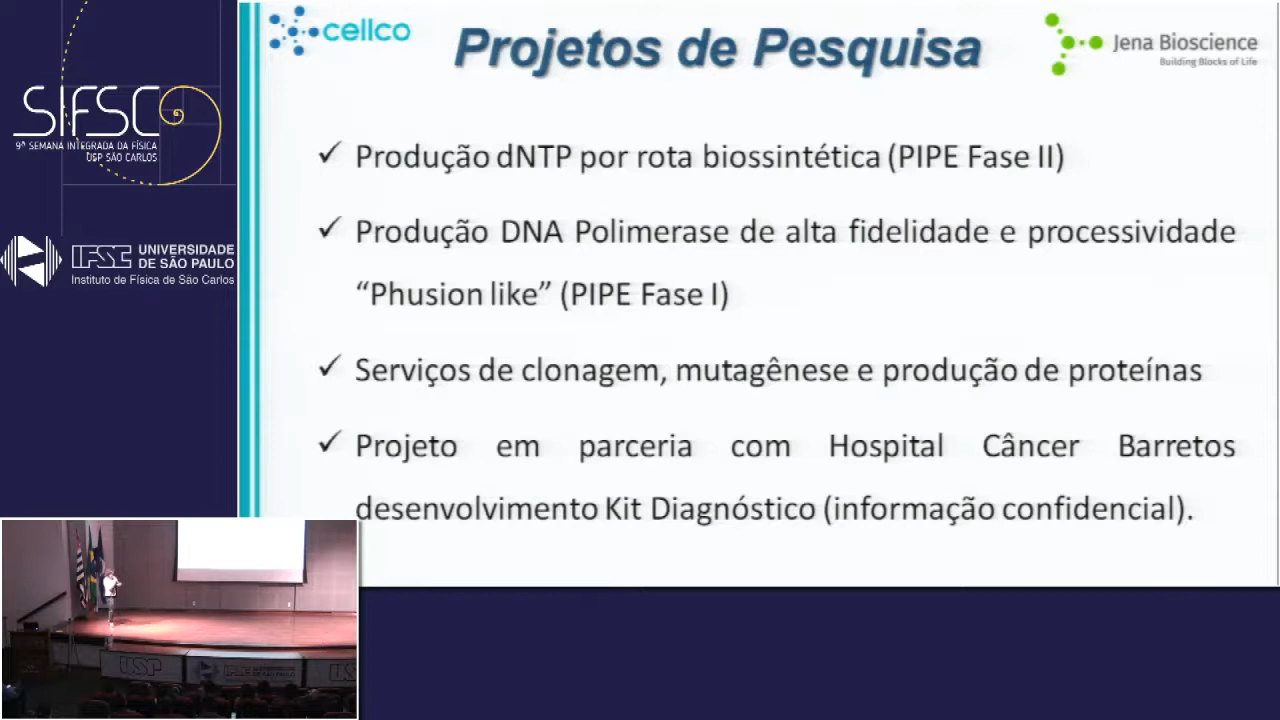 cellco
Projetos de Pesquisa
Jena Bioscience
Building Blocks of Life
SIFSC
9ª SEMANA INTEGRADA DA FÍSICA
USP SÃO CARLOS
IFSC
UNIVERSIDADE
DE SÃO PAULO
Instituto de Física de São Carlos
✓ Produção dNTP por rota biossintética (PIPE Fase II)
✓ Produção DNA Polimerase de alta fidelidade e processividade
“Phusion like” (PIPE Fase I)
✓ Serviços de clonagem, mutagênese e produção de proteínas
✓ Projeto em parceria com Hospital Câncer Barretos
desenvolvimento Kit Diagnóstico (informação confidencial).
USP
IFSC